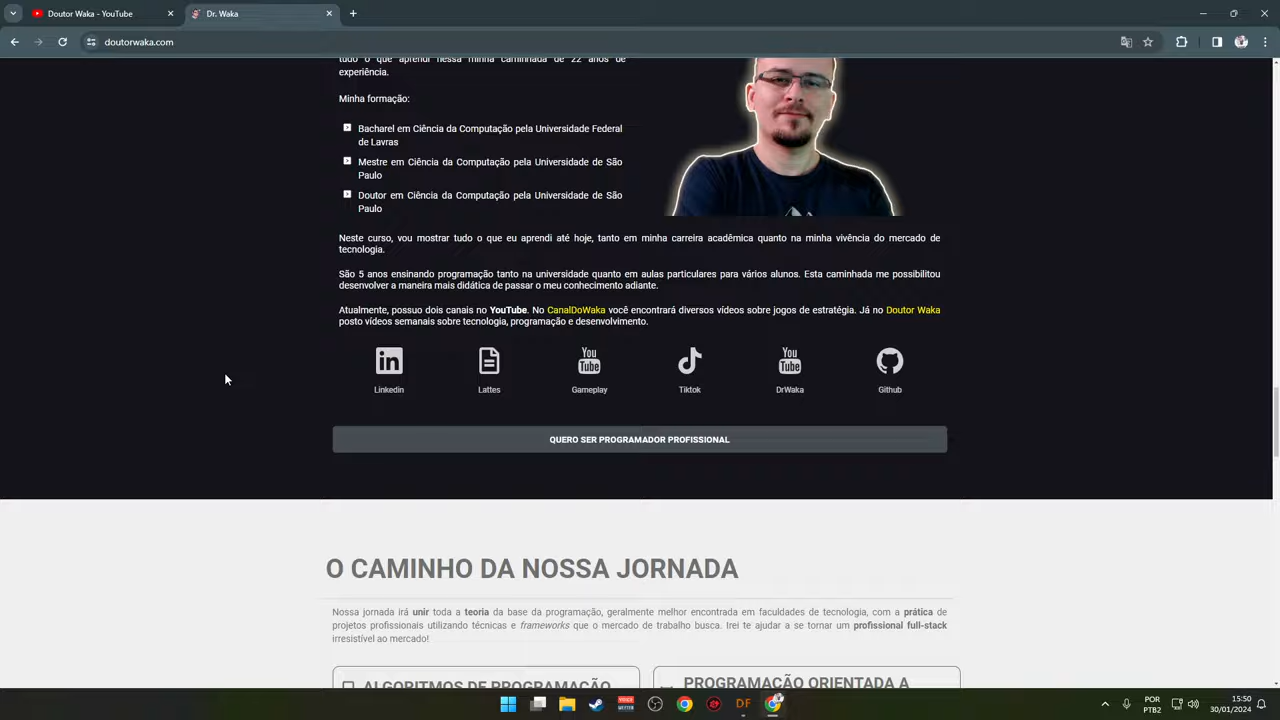 Doutor Waka - YouTube
Dr. Waka
doutorwaka.com
tudo o que aprendi nessa minha caminhada de 22 anos de
experiência.
Minha formação:
Bacharel em Ciência da Computação pela Universidade Federal
de Lavras
Mestre em Ciência da Computação pela Universidade de São
Paulo
Doutor em Ciência da Computação pela Universidade de São
Paulo
Neste curso, vou mostrar tudo o que eu aprendi até hoje, tanto em minha carreira acadêmica quanto na minha vivência do mercado de
tecnologia.
São 5 anos ensinando programação tanto na universidade quanto em aulas particulares para vários alunos. Esta caminhada me possibilitou
desenvolver a maneira mais didática de passar o meu conhecimento adiante.
Atualmente, possuo dois canais no YouTube. No CanalDoWaka você encontrará diversos vídeos sobre jogos de estratégia. Já no Doutor Waka
posto vídeos semanais sobre tecnologia, programação e desenvolvimento.
Linkedin Lattes Gameplay Tiktok DrWaka Github
QUERO SER PROGRAMADOR PROFISSIONAL
O CAMINHO DA NOSSA JORNADA
Nossa jornada irá unir toda a teoria da base da programação, geralmente melhor encontrada em faculdades de tecnologia, com a prática de
projetos profissionais utilizando técnicas e frameworks que o mercado de trabalho busca. Irei te ajudar a se tornar um profissional full-stack
irresistível ao mercado!
ALGORITMOS DE PROGRAMAÇÃO
PROGRAMAÇÃO ORIENTADA A
POR
PTB2
15:50
30/01/2024